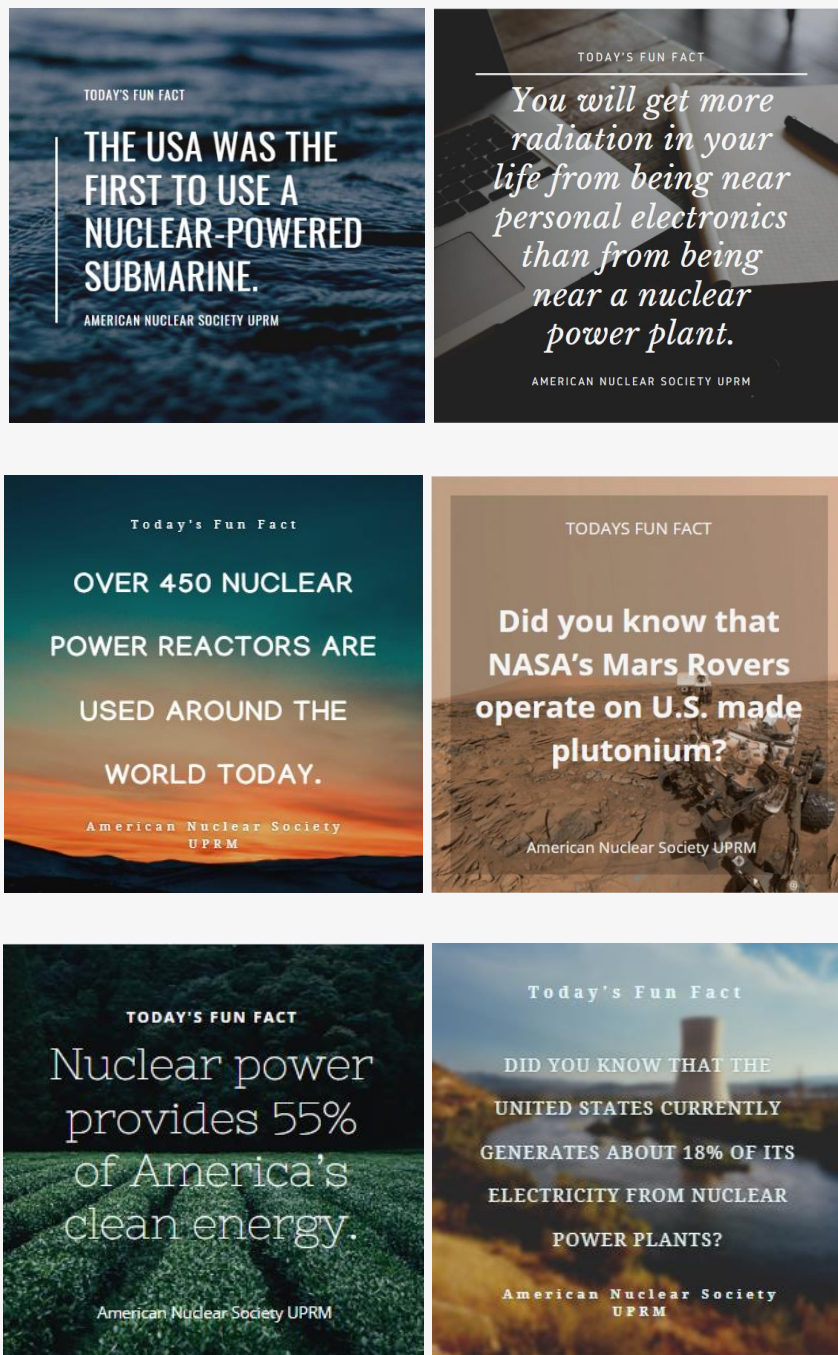 TODAY'S FUN FACT
THE USA WAS THE
FIRST TO USE A
NUCLEAR-POWERED
SUBMARINE.
AMERICAN NUCLEAR SOCIETY UPRM
TODAY'S FUN FACT
You will get more
radiation in your
life from being near
personal electronics
than from being
near a nuclear
power plant.
AMERICAN NUCLEAR SOCIETY UPRM
Today's Fun Fact
OVER 450 NUCLEAR
POWER REACTORS ARE
USED AROUND THE
WORLD TODAY.
American Nuclear Society
UPRM
TODAYS FUN FACT
Did you know that
NASA’s Mars Rovers
operate on U.S. made
plutonium?
American Nuclear Society UPRM
TODAY'S FUN FACT
Nuclear power
provides 55%
of America’s
clean energy.
American Nuclear Society UPRM
Today's Fun Fact
DID YOU KNOW THAT THE
UNITED STATES CURRENTLY
GENERATES ABOUT 18% OF ITS
ELECTRICITY FROM NUCLEAR
POWER PLANTS?
American Nuclear Society
UPRM